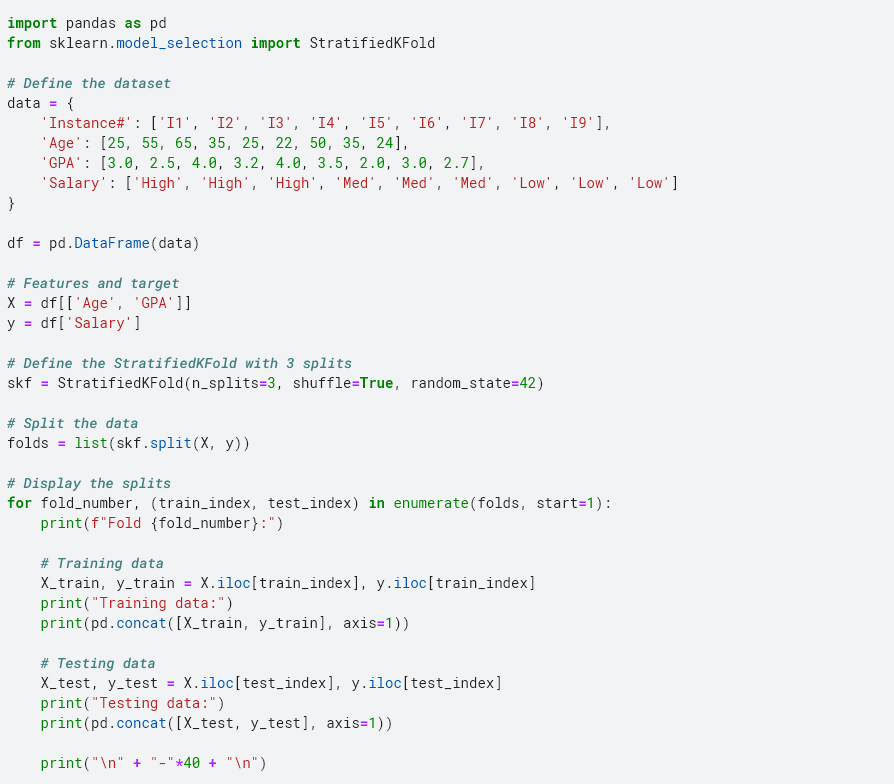 import pandas as pd
from sklearn.model_selection import StratifiedKFold

# Define the dataset
data = {
    'Instance#': ['I1', 'I2', 'I3', 'I4', 'I5', 'I6', 'I7', 'I8', 'I9'],
    'Age': [25, 55, 65, 35, 25, 22, 50, 35, 24],
    'GPA': [3.0, 2.5, 4.0, 3.2, 4.0, 3.5, 2.0, 3.0, 2.7],
    'Salary': ['High', 'High', 'High', 'Med', 'Med', 'Med', 'Low', 'Low', 'Low']
}

df = pd.DataFrame(data)

# Features and target
X = df[['Age', 'GPA']]
y = df['Salary']

# Define the StratifiedKFold with 3 splits
skf = StratifiedKFold(n_splits=3, shuffle=True, random_state=42)

# Split the data
folds = list(skf.split(X, y))

# Display the splits
for fold_number, (train_index, test_index) in enumerate(folds, start=1):
    print(f"Fold {fold_number}:")

    # Training data
    X_train, y_train = X.iloc[train_index], y.iloc[train_index]
    print("Training data:")
    print(pd.concat([X_train, y_train], axis=1))

    # Testing data
    X_test, y_test = X.iloc[test_index], y.iloc[test_index]
    print("Testing data:")
    print(pd.concat([X_test, y_test], axis=1))

    print("\n" + "-"*40 + "\n")